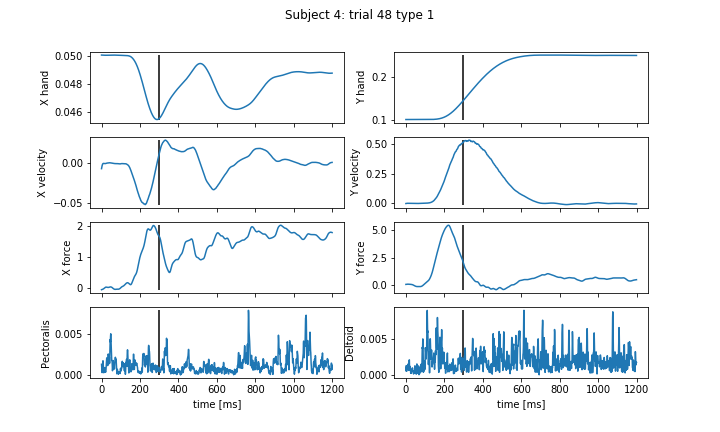 Subject 4: trial 48 type 1
X hand
0.050
0.048
0.046
Y hand
0.2
0.1
X velocity
0.00
−0.05
Y velocity
0.50
0.25
0.00
X force
2
1
0
Y force
5.0
2.5
0.0
Pectoralis
0.005
0.000
0 200 400 600 800 1000 1200
time [ms]
Deltoid
0.005
0.000
0 200 400 600 800 1000 1200
time [ms]